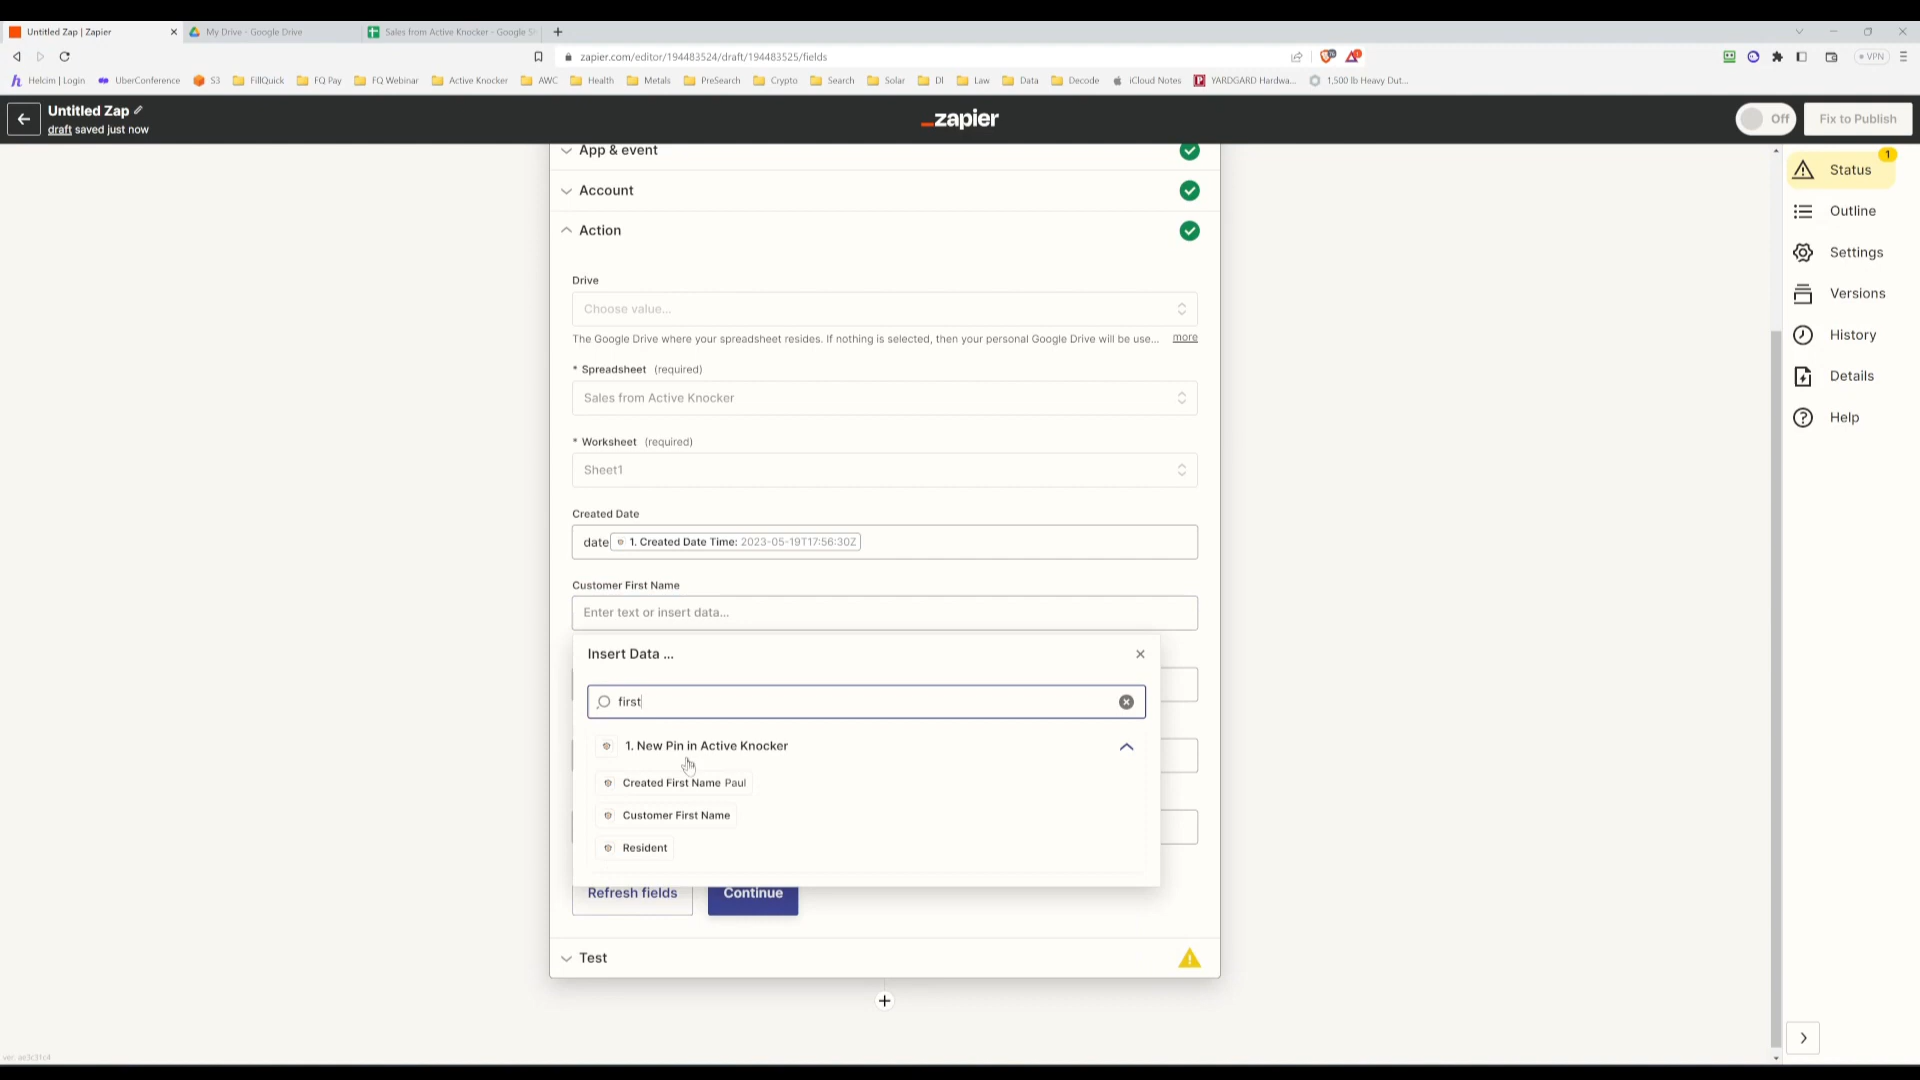 Untitled Zap | Zapier
My Drive - Google Drive
Sales from Active Knocker - Google S
zapier.com/editor/194483524/draft/194483525/fields
VPN
Helcim | Login
UberConference
S3
FillQuick
FQ Pay
FQ Webinar
Active Knocker
AWC
Health
Metals
PreSearch
Crypto
Search
Solar
DI
Law
Data
Decode
iCloud Notes
YARDGARD Hardwa...
1,500 lb Heavy Dut...
Untitled Zap
draft saved just now
_zapier
Off
Fix to Publish
App & event
Account
Action
Drive
Choose value...
The Google Drive where your spreadsheet resides. If nothing is selected, then your personal Google Drive will be use... more
* Spreadsheet (required)
Sales from Active Knocker
* Worksheet (required)
Sheet1
Created Date
date 1. Created Date Time: 2023-05-19T17:56:30Z
Customer First Name
Enter text or insert data...
Insert Data ...
first
1. New Pin in Active Knocker
Created First Name Paul
Customer First Name
Resident
Refresh fields
Continue
Test
1
Status
Outline
Settings
Versions
History
Details
Help
ver: ae3c31c4